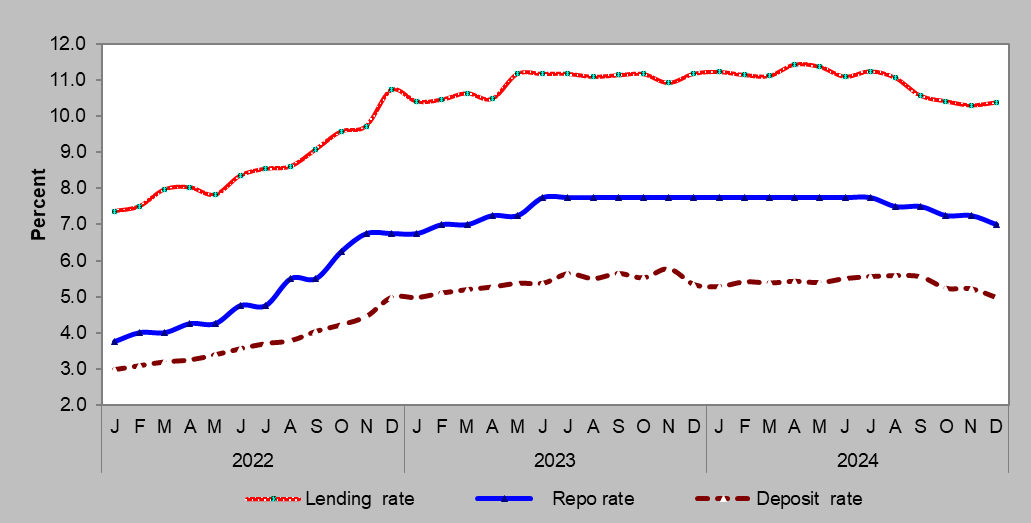 12.0
11.0
10.0
9.0
8.0
7.0
6.0
5.0
4.0
3.0
2.0
Percent
J F M A M J J A S O N D J F M A M J J A S O N D J F M A M J J A S O N D
2022 2023 2024
Lending rate Repo rate Deposit rate